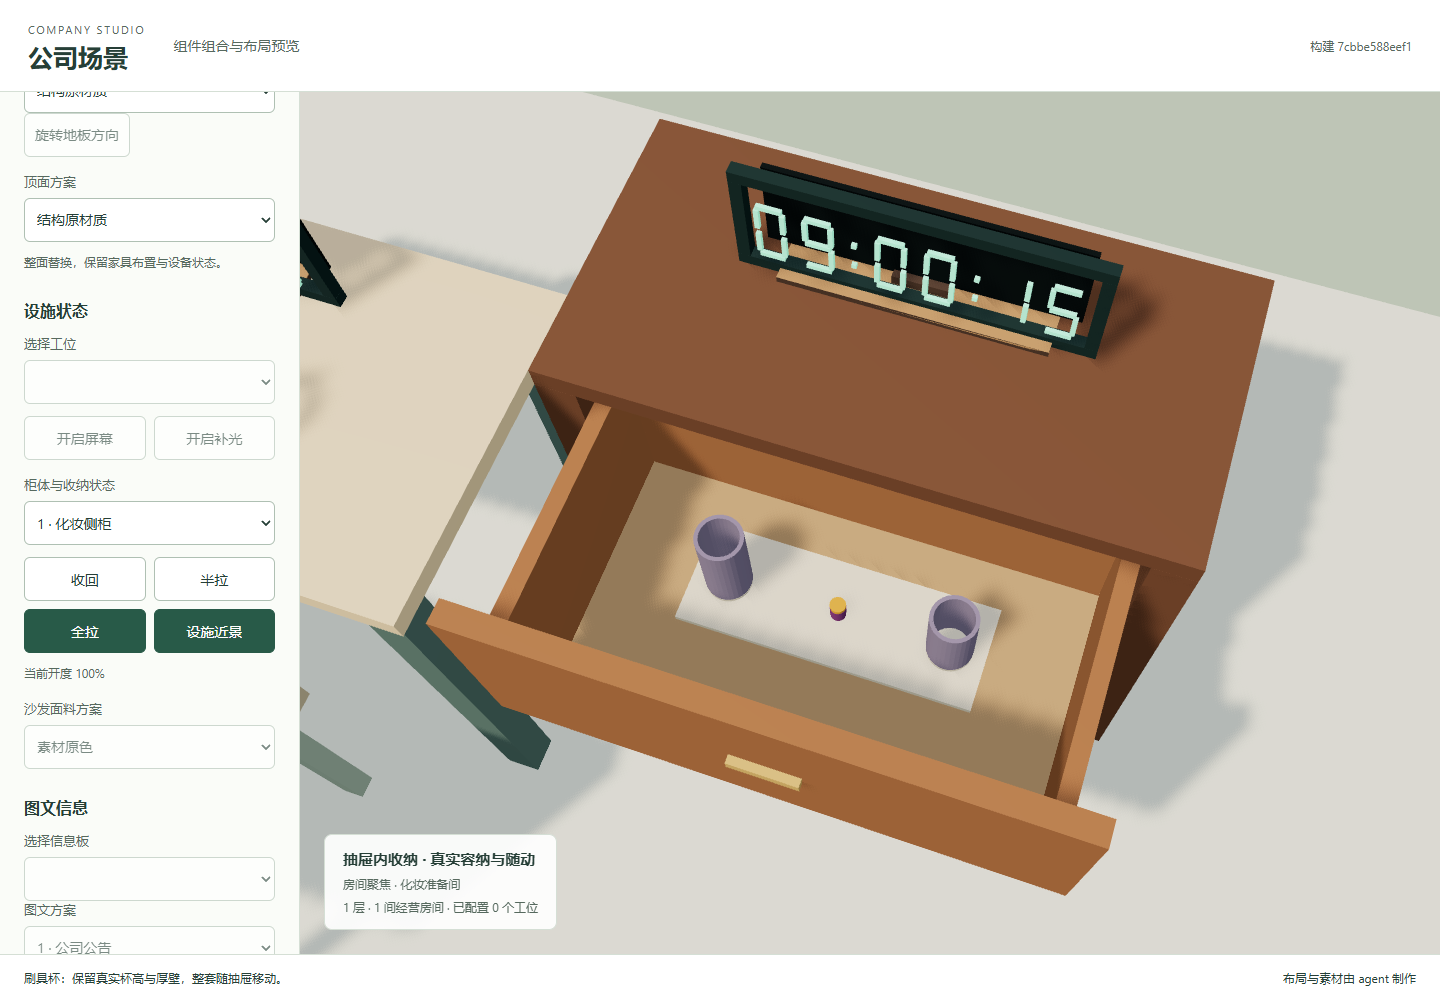 COMPANY STUDIO
公司场景
组件组合与布局预览
构建 7cbbe588eef1
结构原材质
旋转地板方向
顶面方案
结构原材质
整面替换，保留家具布置与设备状态。
设施状态
选择工位
开启屏幕
开启补光
柜体与收纳状态
1 · 化妆侧柜
收回
半拉
全拉
设施近景
当前开度 100%
沙发面料方案
素材原色
图文信息
选择信息板
图文方案
1 · 公司公告
09:00:15
抽屉内收纳 · 真实容纳与随动
房间聚焦 · 化妆准备间
1 层 · 1 间经营房间 · 已配置 0 个工位
刷具杯：保留真实杯高与厚壁，整套随抽屉移动。
布局与素材由 agent 制作